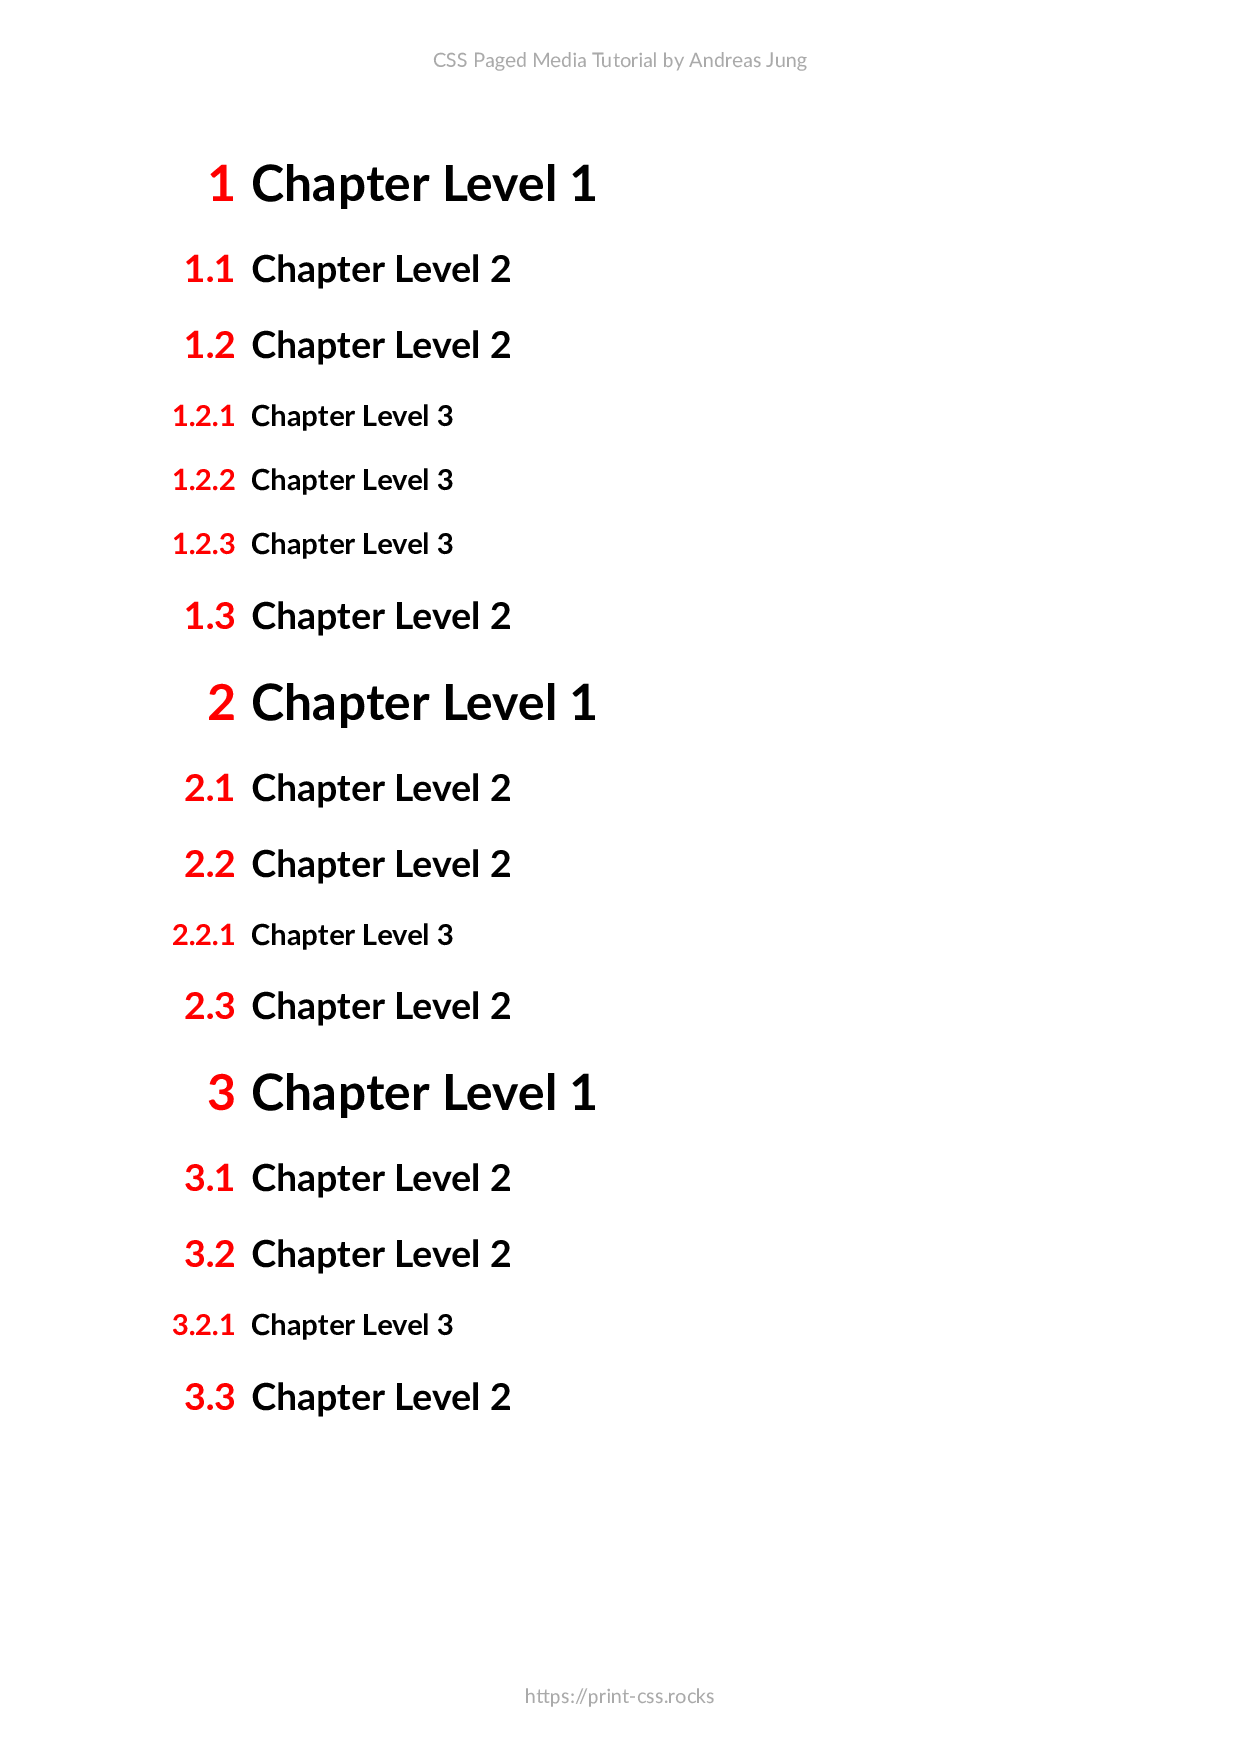 CSS Paged Media Tutorial by Andreas Jung
1 Chapter Level 1
1.1 Chapter Level 2
1.2 Chapter Level 2
1.2.1 Chapter Level 3
1.2.2 Chapter Level 3
1.2.3 Chapter Level 3
1.3 Chapter Level 2
2 Chapter Level 1
2.1 Chapter Level 2
2.2 Chapter Level 2
2.2.1 Chapter Level 3
2.3 Chapter Level 2
3 Chapter Level 1
3.1 Chapter Level 2
3.2 Chapter Level 2
3.2.1 Chapter Level 3
3.3 Chapter Level 2
https://print-css.rocks